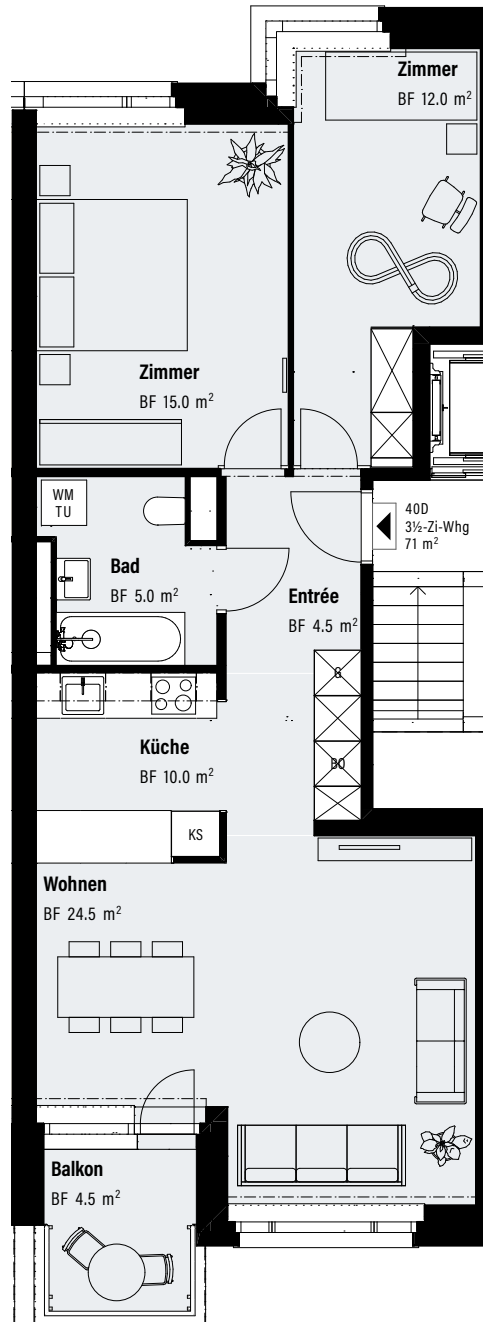 Zimmer
BF 12.0 m²
Zimmer
BF 15.0 m²
WM
TU
40D
3½-Zi-Whg
71 m²
Bad
BF 5.0 m²
Entrée
BF 4.5 m²
G
Küche
BF 10.0 m²
BO
KS
Wohnen
BF 24.5 m²
Balkon
BF 4.5 m²